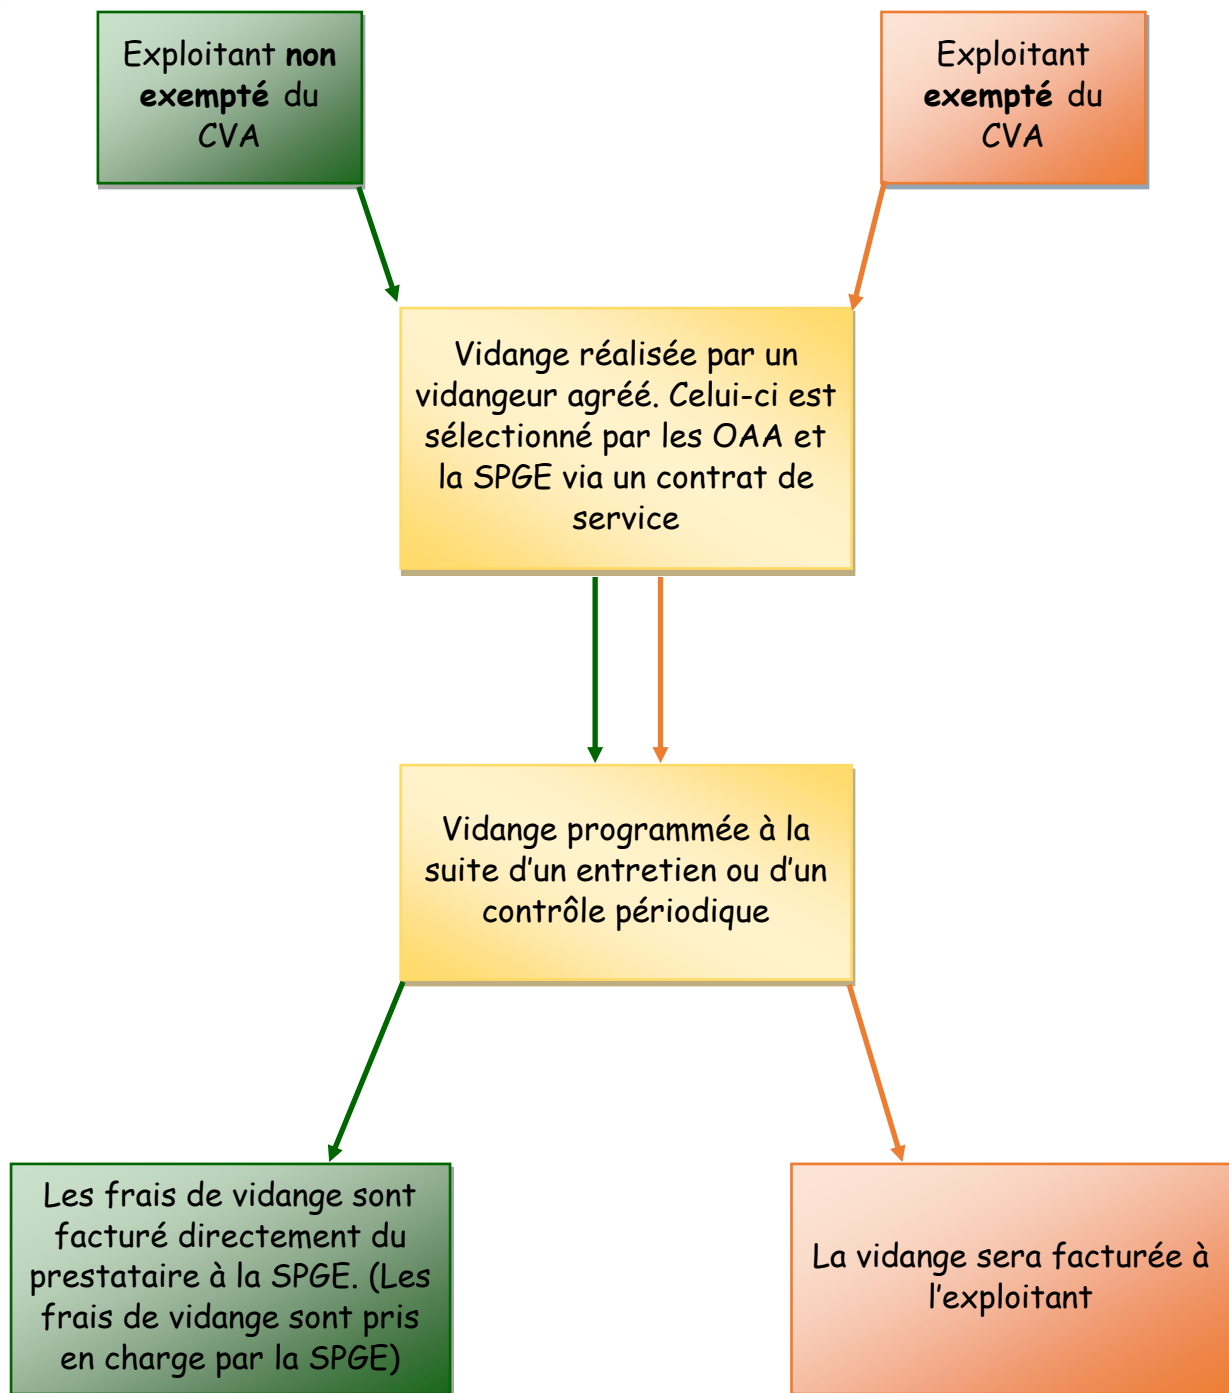 Exploitant non
exempté du
CVA
Exploitant
exempté du
CVA
Vidange réalisée par un
vidangeur agréé. Celui-ci est
sélectionné par les OAA et
la SPGE via un contrat de
service
Vidange programmée à la
suite d'un entretien ou d'un
contrôle périodique
Les frais de vidange sont
facturé directement du
prestataire à la SPGE. (Les
frais de vidange sont pris
en charge par la SPGE)
La vidange sera facturée à
l'exploitant